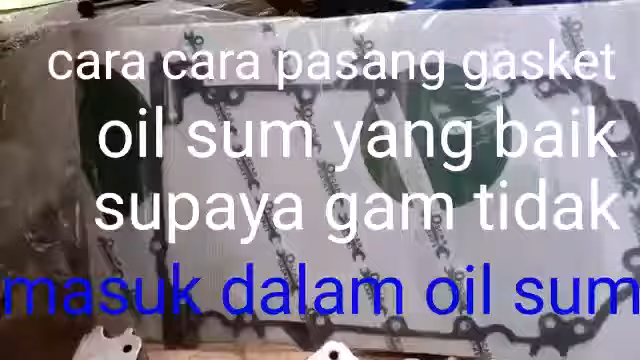 cara cara pasang gasket
oil sum yang baik
supaya gam tidak
masuk dalam oil sum